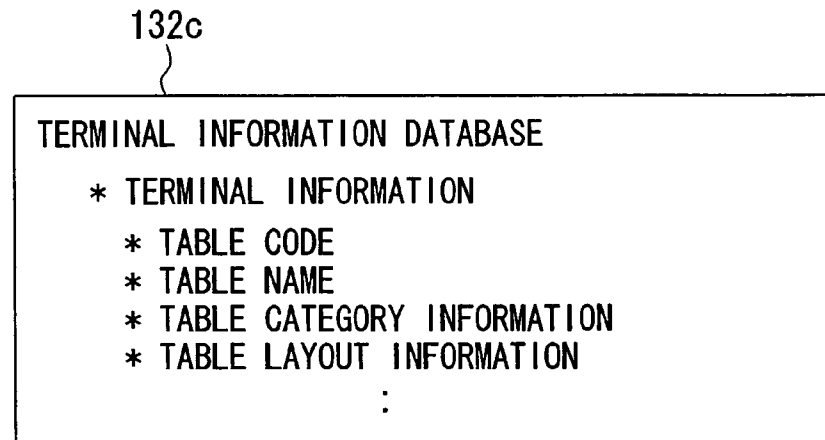 132c
TERMINAL INFORMATION DATABASE
* TERMINAL INFORMATION
* TABLE CODE
* TABLE NAME
* TABLE CATEGORY INFORMATION
* TABLE LAYOUT INFORMATION
: